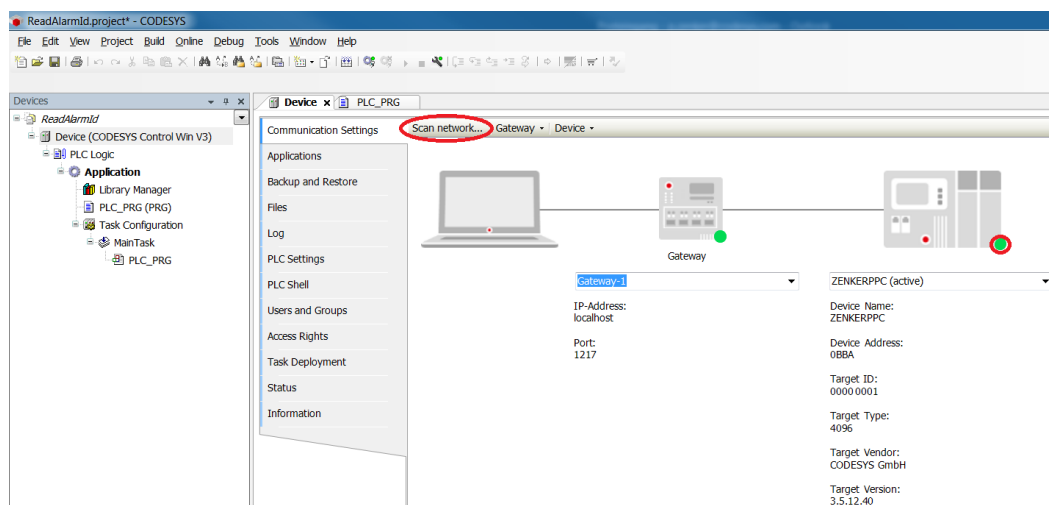 ReadAlarmId.project* - CODESYS
File Edit View Project Build Online Debug Tools Window Help
Devices
Device PLC_PRG
ReadAlarmId
Device (CODESYS Control Win V3)
PLC Logic
Application
Library Manager
PLC_PRG (PRG)
Task Configuration
MainTask
PLC_PRG
Communication Settings
Applications
Backup and Restore
Files
Log
PLC Settings
PLC Shell
Users and Groups
Access Rights
Task Deployment
Status
Information
Scan network... Gateway Device
Gateway
Gateway-1
IP-Address:
localhost
Port:
1217
ZENKERPPC (active)
Device Name:
ZENKERPPC
Device Address:
0BBA
Target ID:
0000 0001
Target Type:
4096
Target Vendor:
CODESYS GmbH
Target Version:
3.5.12.40